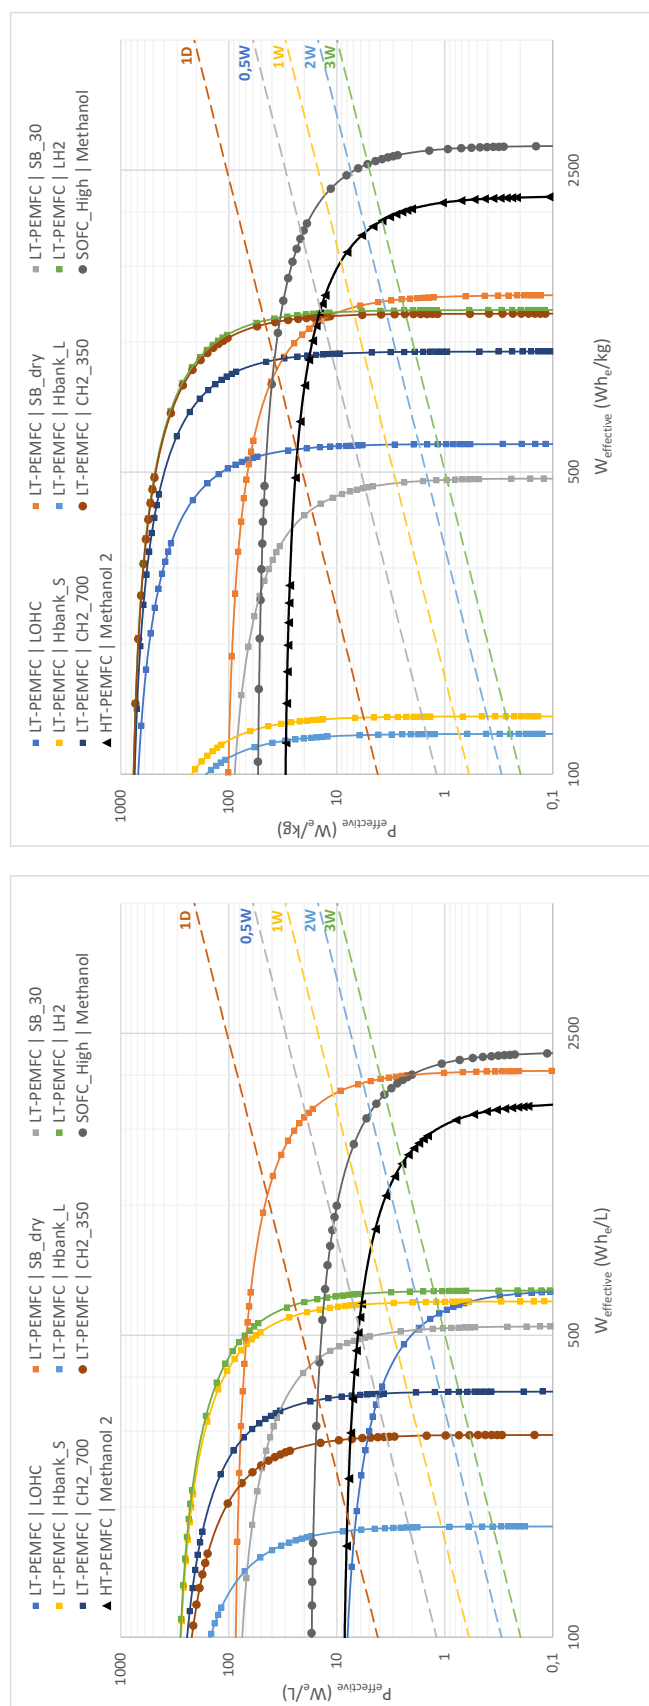 LT-PEMFC | LOHC
LT-PEMFC | SB_dry
LT-PEMFC | SB_30
LT-PEMFC | Hbank_S
LT-PEMFC | Hbank_L
LT-PEMFC | LH2
LT-PEMFC | CH2_700
LT-PEMFC | CH2_350
SOFC_High | Methanol
HT-PEMFC | Methanol 2
1000
100
10
1
0,1
P effective (We/L)
1D
0,5W
1W
2W
3W
100
500
2500
Weffective (Whe/L)
LT-PEMFC | LOHC
LT-PEMFC | SB_dry
LT-PEMFC | SB_30
LT-PEMFC | Hbank_S
LT-PEMFC | Hbank_L
LT-PEMFC | LH2
LT-PEMFC | CH2_700
LT-PEMFC | CH2_350
SOFC_High | Methanol
HT-PEMFC | Methanol 2
1000
100
10
1
0,1
P effective (We/kg)
1D
0,5W
1W
2W
3W
100
500
2500
Weffective (Whe/kg)